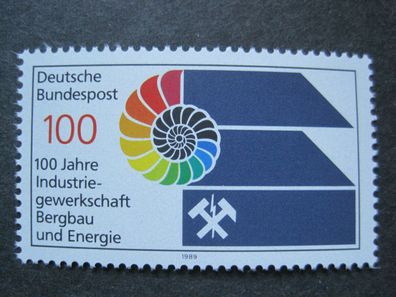 Deutsche
Bundespost
100
100 Jahre
Industrie-
gewerkschaft
Bergbau
und Energie
1989